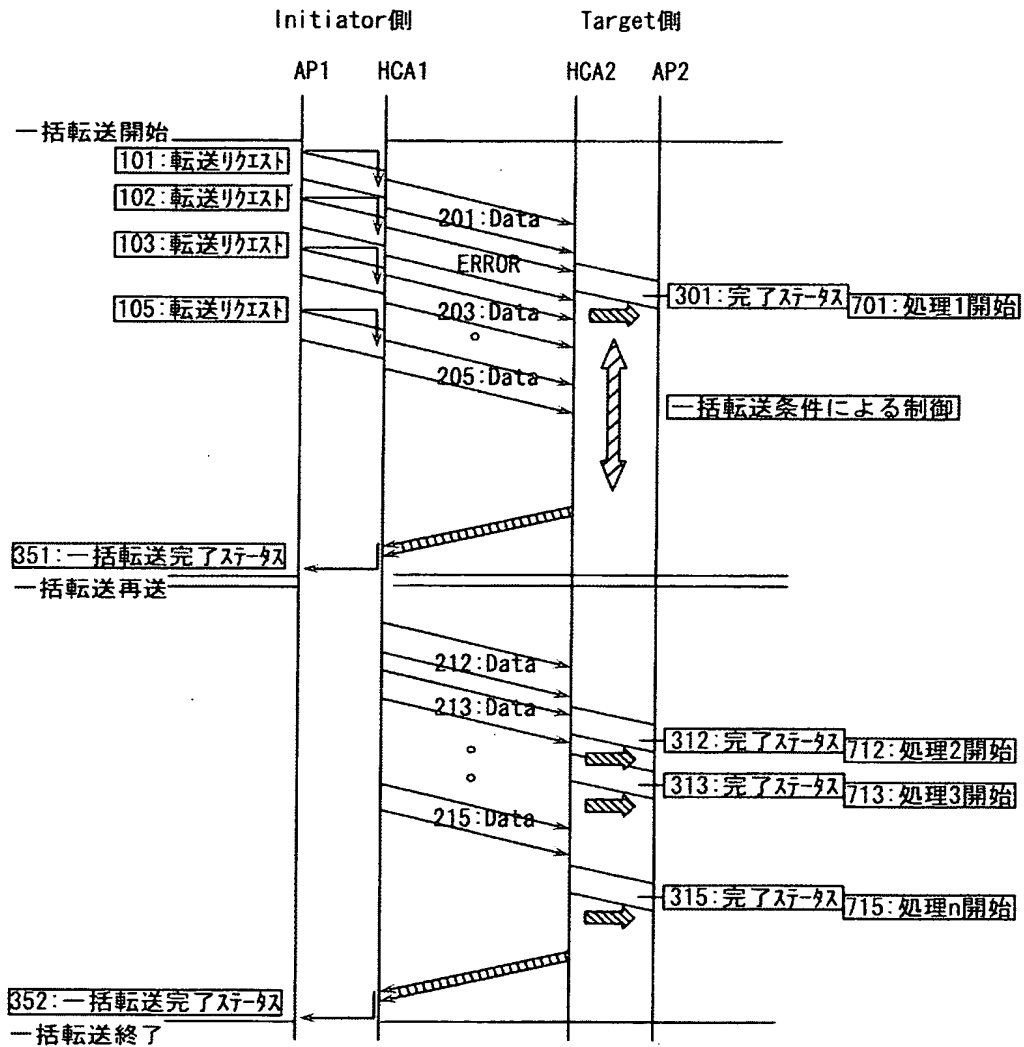 Initiator側 Target側
AP1 HCA1 HCA2 AP2
一括転送開始
101:転送リクエスト
102:転送リクエスト
201:Data
103:転送リクエスト
ERROR
301:完了ステータス
701:処理1開始
105:転送リクエスト
203:Data
205:Data
一括転送条件による制御
351:一括転送完了ステータス
一括転送再送
212:Data
213:Data
312:完了ステータス
712:処理2開始
313:完了ステータス
713:処理3開始
215:Data
315:完了ステータス
715:処理n開始
352:一括転送完了ステータス
一括転送終了